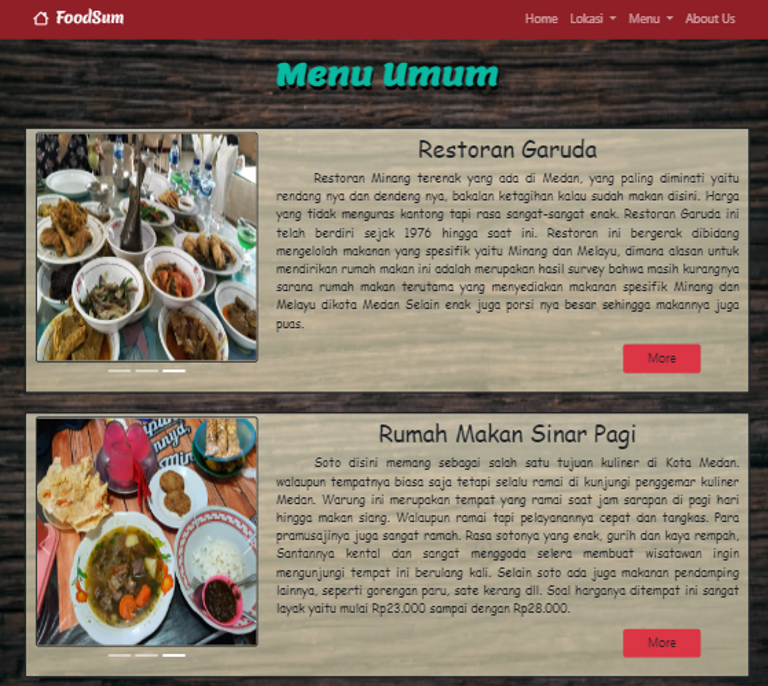 FoodSum
Home Lokasi Menu About Us
Menu Umum
Restoran Garuda
Restoran Minang terenak yang ada di Medan, yang paling diminati yaitu
rendang nya dan dendeng nya, bakalan ketagihan kalau sudah makan disini. Harga
yang tidak menguras kantong tapi rasa sangat-sangat enak. Restoran Garuda ini
telah berdiri sejak 1976 hingga saat ini. Restoran ini bergerak dibidang
mengelolah makanan yang spesifik yaitu Minang dan Melayu, dimana alasan untuk
mendirikan rumah makan ini adalah merupakan hasil survey bahwa masih kurangnya
sarana rumah makan terutama yang menyediakan makanan spesifik Minang dan
Melayu dikota Medan Selain enak juga porsi nya besar sehingga makannya juga
puas.
More
Rumah Makan Sinar Pagi
Soto disini memang sebagai salah satu tujuan kuliner di Kota Medan.
walaupun tempatnya biasa saja tetapi selalu ramai di kunjungi penggemar kuliner
Medan. Warung ini merupakan tempat yang ramai saat jam sarapan di pagi hari
hingga makan siang. Walaupun ramai tapi pelayanannya cepat dan tangkas. Para
pramusajinya juga sangat ramah. Rasa sotonya yang enak, gurih dan kaya rempah,
Santannya kental dan sangat menggoda selera membuat wisatawan ingin
mengunjungi tempat ini berulang kali. Selain soto ada juga makanan pendamping
lainnya, seperti gorengan paru, sate kerang dll. Soal harganya ditempat ini sangat
layak yaitu mulai Rp23.000 sampai dengan Rp28.000.
More